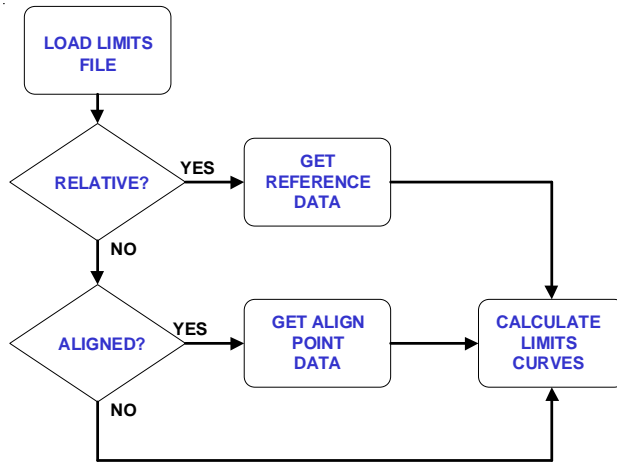 LOAD LIMITS
FILE
RELATIVE?
YES
GET
REFERENCE
DATA
NO
ALIGNED?
YES
GET ALIGN
POINT
DATA
CALCULATE
LIMITS
CURVES
NO